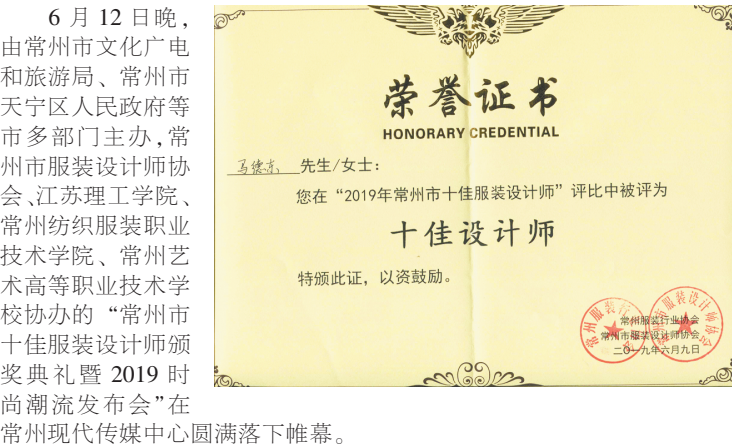 6 月 12 日晚，
由常州市文化广电
和旅游局、常州市
天宁区人民政府等
市多部门主办，常
州市服装设计师协
会、江苏理工学院、
常州纺织服装职业
技术学院、常州艺
术高等职业技术学
校协办的 “常州市
十佳服装设计师颁
奖典礼暨 2019 时
尚潮流发布会”在
常州现代传媒中心圆满落下帷幕。
荣誉证书
HONORARY CREDENTIAL
马德东 先生/女士：
您在“2019年常州市十佳服装设计师”评比中被评为
十佳设计师
特颁此证，以资鼓励。
常州服装行业协会
常州市服装设计师协会
二〇一九年六月九日